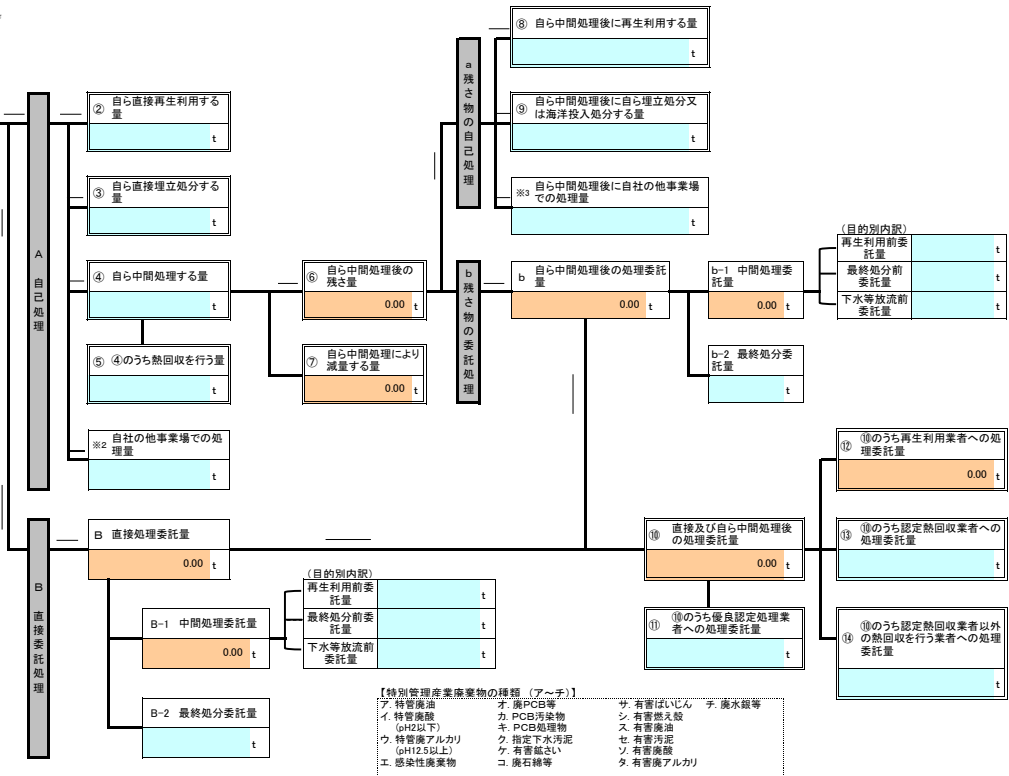 ⑧ 自ら中間処理後に再生利用する量
t
a 残さ物の自己処理
② 自ら直接再生利用する
量
t
⑨ 自ら中間処理後に自ら埋立処分又
は海洋投入処分する量
t
③ 自ら直接埋立処分する
量
t
※3 自ら中間処理後に自社の他事業場
での処理量
t
A 自己処理
(目的別内訳)
再生利用前委
託量
t
最終処分前
委託量
t
下水等放流前
委託量
t
④ 自ら中間処理する量
t
⑥ 自ら中間処理後の
残さ量
0.00 t
b 残さ物の委託処理
b 自ら中間処理後の処理委託
量
0.00 t
b-1 中間処理委
託量
0.00 t
⑤ ④のうち熱回収を行う量
t
⑦ 自ら中間処理により
減量する量
0.00 t
b-2 最終処分委
託量
t
※2 自社の他事業場での処
理量
t
⑫ ⑩のうち再生利用業者への処
理委託量
0.00 t
B 直接委託処理
B 直接処理委託量
0.00 t
⑩ 直接及び自ら中間処理後
の処理委託量
0.00 t
⑬ ⑩のうち認定熱回収業者への
処理委託量
t
(目的別内訳)
再生利用前委
託量
t
最終処分前委
託量
t
下水等放流前
委託量
t
B-1 中間処理委託量
0.00 t
⑪ ⑩のうち優良認定処理業
者への処理委託量
t
⑭ ⑩のうち認定熱回収業者以外
の熱回収を行う業者への処理
委託量
t
B-2 最終処分委託量
t
【特別管理産業廃棄物の種類 (ア～チ)】
ア. 特管廃油 オ. 廃PCB等 サ. 有害ばいじん チ. 廃水銀等
イ. 特管廃酸 カ. PCB汚染物 シ. 有害燃え殻
(pH2以下) キ. PCB処理物 ス. 有害廃油
ウ. 特管廃アルカリ ク. 指定下水汚泥 セ. 有害汚泥
(pH12.5以上) ケ. 有害鉱さい ソ. 有害廃酸
エ. 感染性廃棄物 コ. 廃石綿等 タ. 有害廃アルカリ